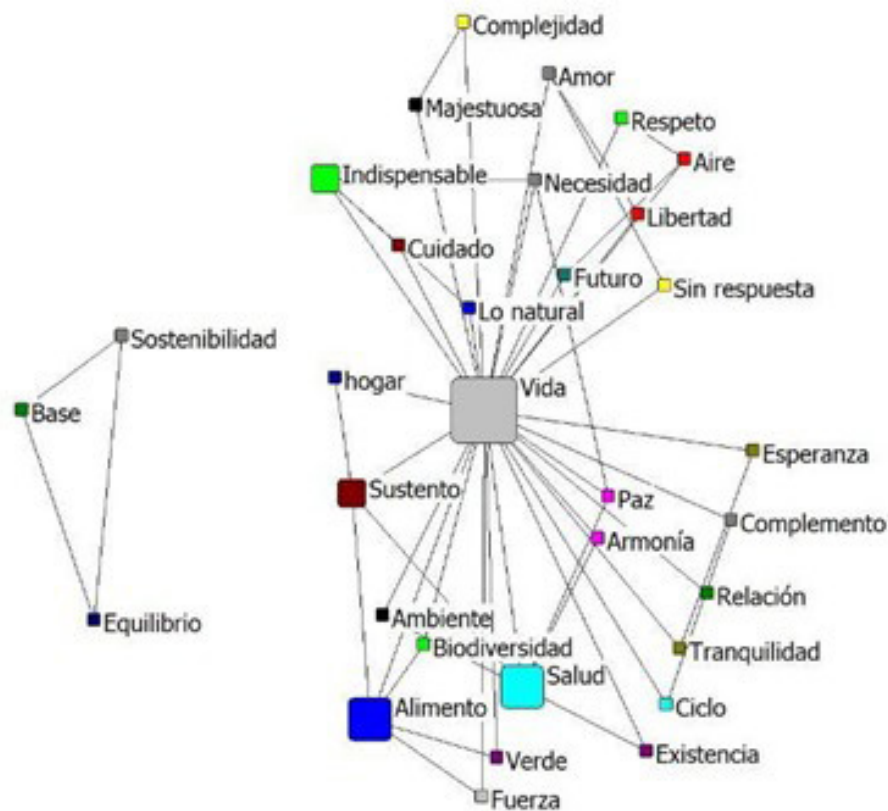 Complejidad
Amor
Majestuosa
Respeto
Aire
Indispensable
Necesidad
Libertad
Cuidado
Futuro
Sin respuesta
Lo natural
Sostenibilidad
hogar
Vida
Base
Esperanza
Sustento
Paz
Complemento
Armonía
Relación
Ambiente
Equilibrio
Biodiversidad
Tranquilidad
Salud
Alimento
Ciclo
Existencia
Verde
Fuerza